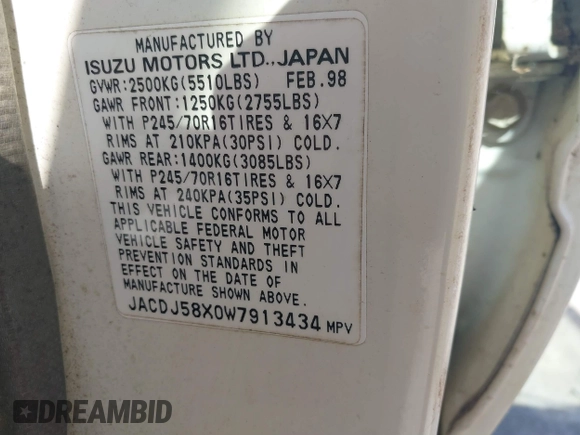 MANUFACTURED BY
ISUZU MOTORS LTD.,JAPAN
GVWR:2500KG(5510LBS) FEB.98
GAWR FRONT:1250KG(2755LBS)
WITH P245/70R16TIRES & 16X7
RIMS AT 210KPA(30PSI) COLD.
GAWR REAR:1400KG(3085LBS)
WITH P245/70R16TIRES & 16X7
RIMS AT 240KPA(35PSI) COLD.
THIS VEHICLE CONFORMS TO ALL
APPLICABLE FEDERAL MOTOR
VEHICLE SAFETY AND THEFT
PREVENTION STANDARDS IN
EFFECT ON THE DATE OF
MANUFACTURE SHOWN ABOVE.
JACDJ58X0W7913434 MPV
DREAMBID